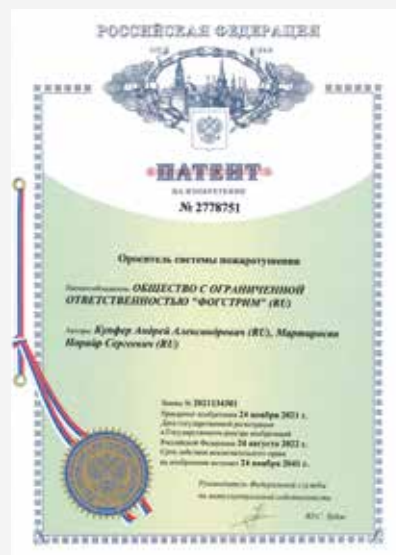 РОССИЙСКАЯ ФЕДЕРАЦИЯ
ПАТЕНТ
НА ИЗОБРЕТЕНИЕ
№ 2778751
Ороситель системы пожаротушения
Патентообладатель: ОБЩЕСТВО С ОГРАНИЧЕННОЙ
ОТВЕТСТВЕННОСТЬЮ "ФОГСТРИМ" (RU)
Авторы: Купфер Андрей Александрович (RU), Мартиросян
Норайр Сергеевич (RU)
Заявка № 2021134301
Приоритет изобретения 24 ноября 2021 г.
Дата государственной регистрации
в Государственном реестре изобретений
Российской Федерации 24 августа 2022 г.
Срок действия исключительного права
на изобретение истекает 24 ноября 2041 г.
Руководитель Федеральной службы
по интеллектуальной собственности
Ю.С. Зубов